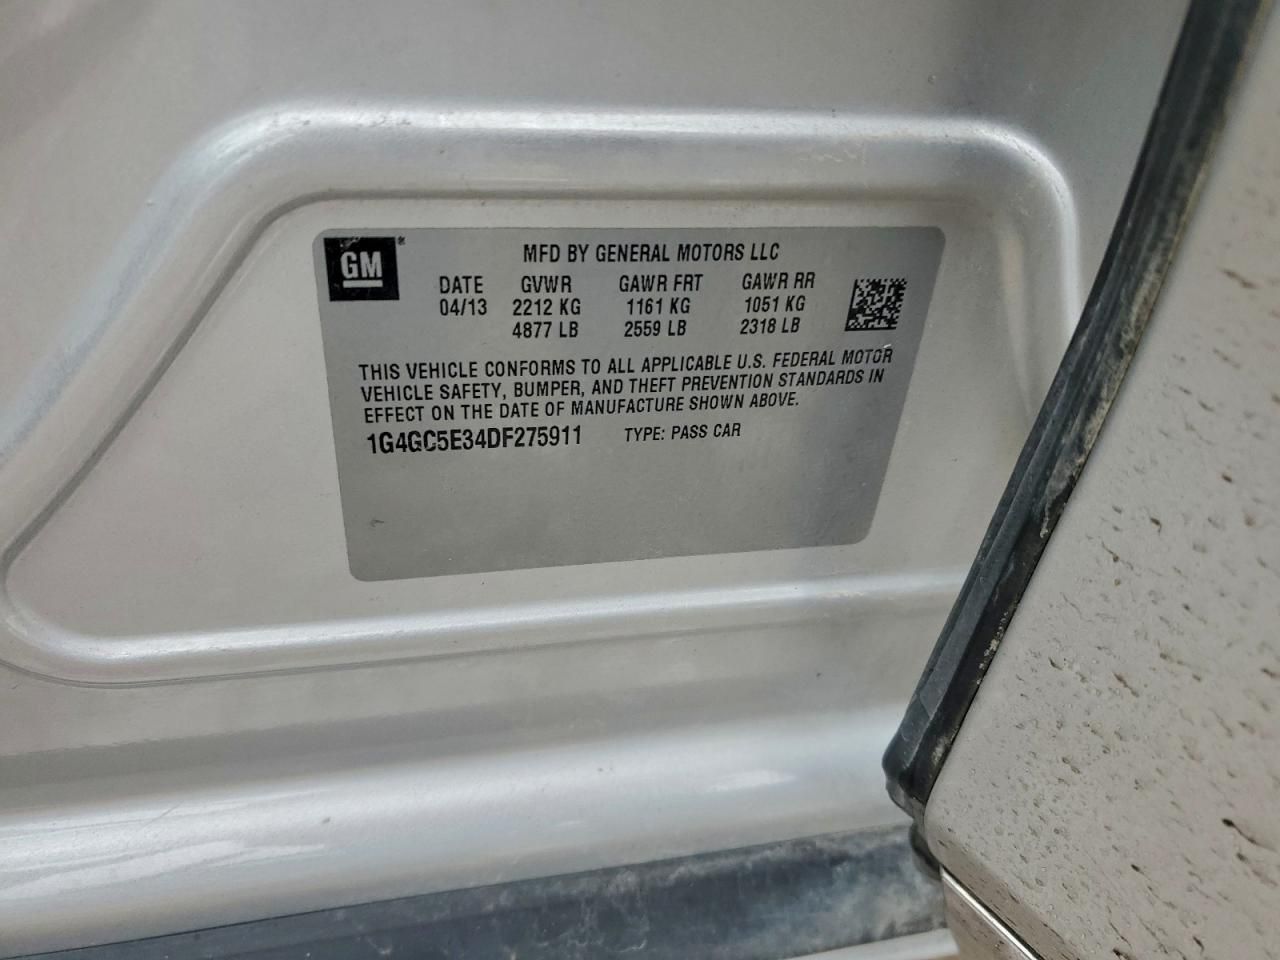 GM®
MFD BY GENERAL MOTORS LLC
DATE GVWR GAWR FRT GAWR RR
04/13 2212 KG 1161 KG 1051 KG
4877 LB 2559 LB 2318 LB
THIS VEHICLE CONFORMS TO ALL APPLICABLE U.S. FEDERAL MOTOR
VEHICLE SAFETY, BUMPER, AND THEFT PREVENTION STANDARDS IN
EFFECT ON THE DATE OF MANUFACTURE SHOWN ABOVE.
1G4GC5E34DF275911 TYPE: PASS CAR